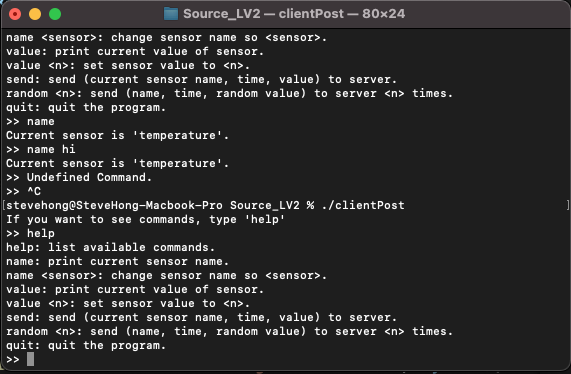 Source_LV2 — clientPost — 80×24
name <sensor>: change sensor name so <sensor>.
value: print current value of sensor.
value <n>: set sensor value to <n>.
send: send (current sensor name, time, value) to server.
random <n>: send (name, time, random value) to server <n> times.
quit: quit the program.
>> name
Current sensor is 'temperature'.
>> name hi
Current sensor is 'temperature'.
>> Undefined Command.
>> ^C
[stevehong@SteveHong-Macbook-Pro Source_LV2 % ./clientPost ]
If you want to see commands, type 'help'
>> help
help: list available commands.
name: print current sensor name.
name <sensor>: change sensor name so <sensor>.
value: print current value of sensor.
value <n>: set sensor value to <n>.
send: send (current sensor name, time, value) to server.
random <n>: send (name, time, random value) to server <n> times.
quit: quit the program.
>>